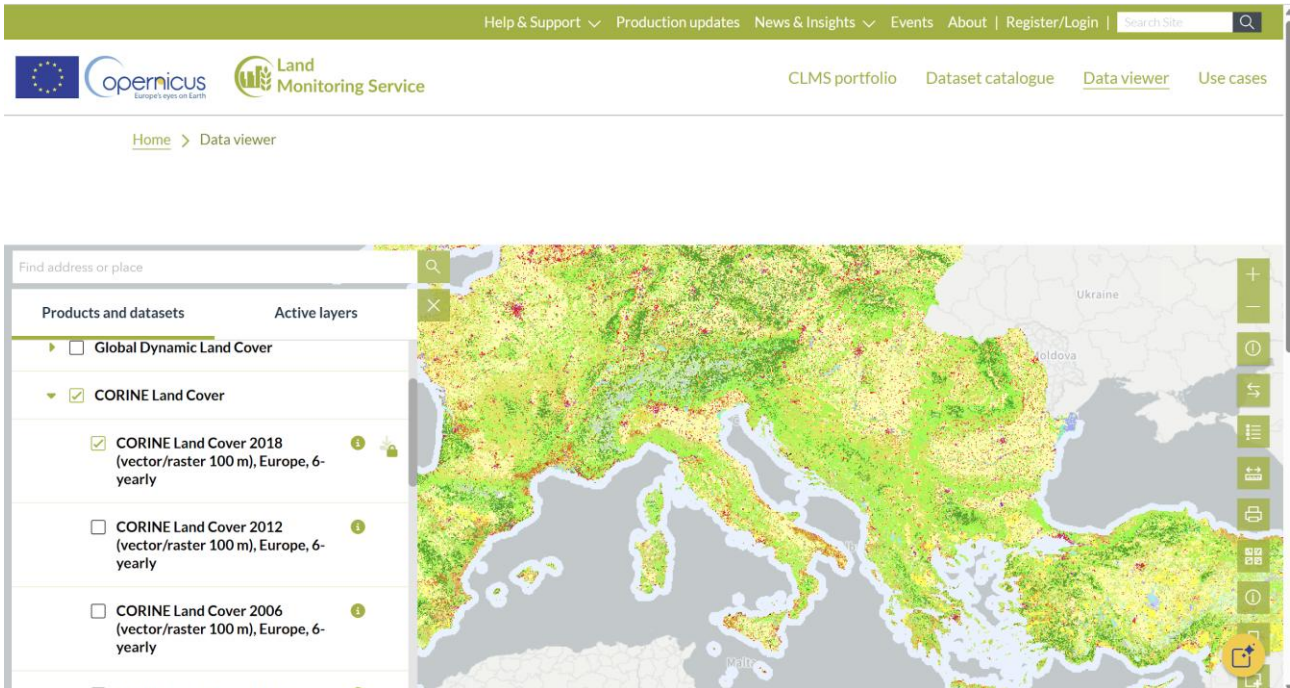 Help & Support Production updates News & Insights Events About | Register/Login | Search Site
Copernicus
Europe's eyes on Earth
Land
Monitoring Service
CLMS portfolio Dataset catalogue Data viewer Use cases
Home > Data viewer
Find address or place
Products and datasets Active layers
Global Dynamic Land Cover
CORINE Land Cover
CORINE Land Cover 2018
(vector/raster 100 m), Europe, 6-
yearly
CORINE Land Cover 2012
(vector/raster 100 m), Europe, 6-
yearly
CORINE Land Cover 2006
(vector/raster 100 m), Europe, 6-
yearly
Ukraine
Moldova
Malta